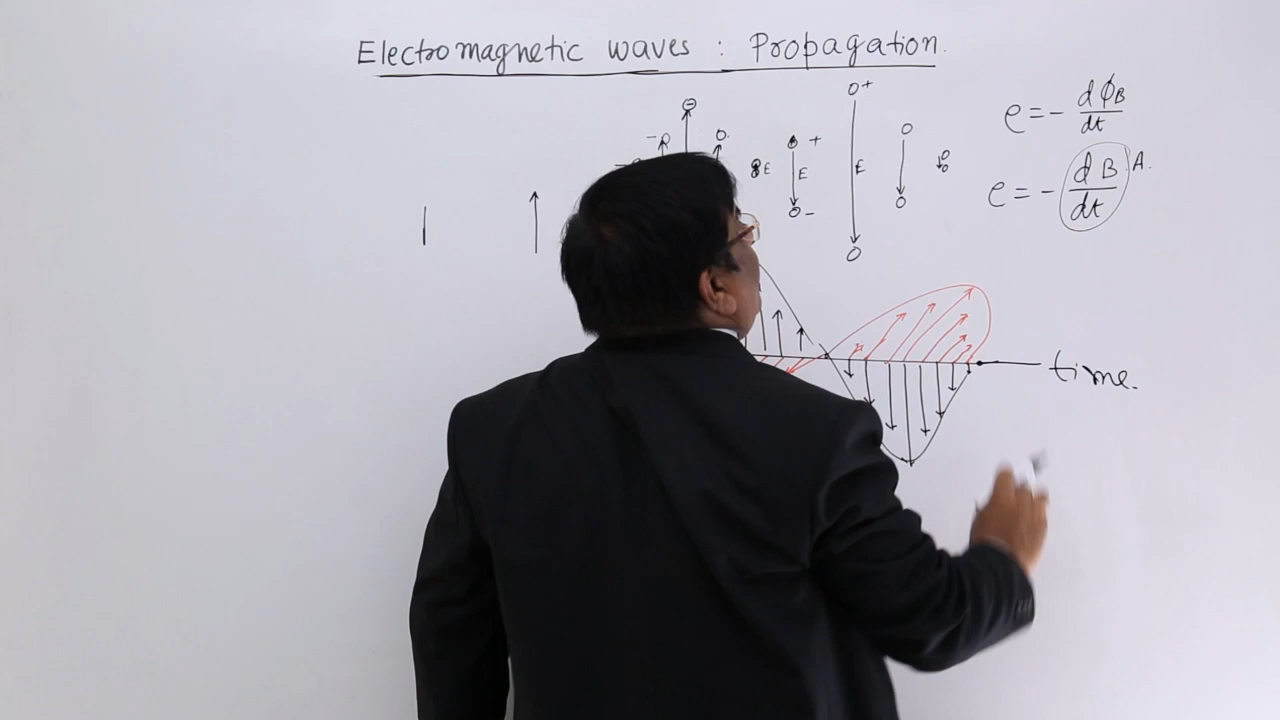 Electromagnetic waves : Propagation.
e = - dϕB/dt
e = - dB/dt A.
+
-
E
E
+
-
E
time.